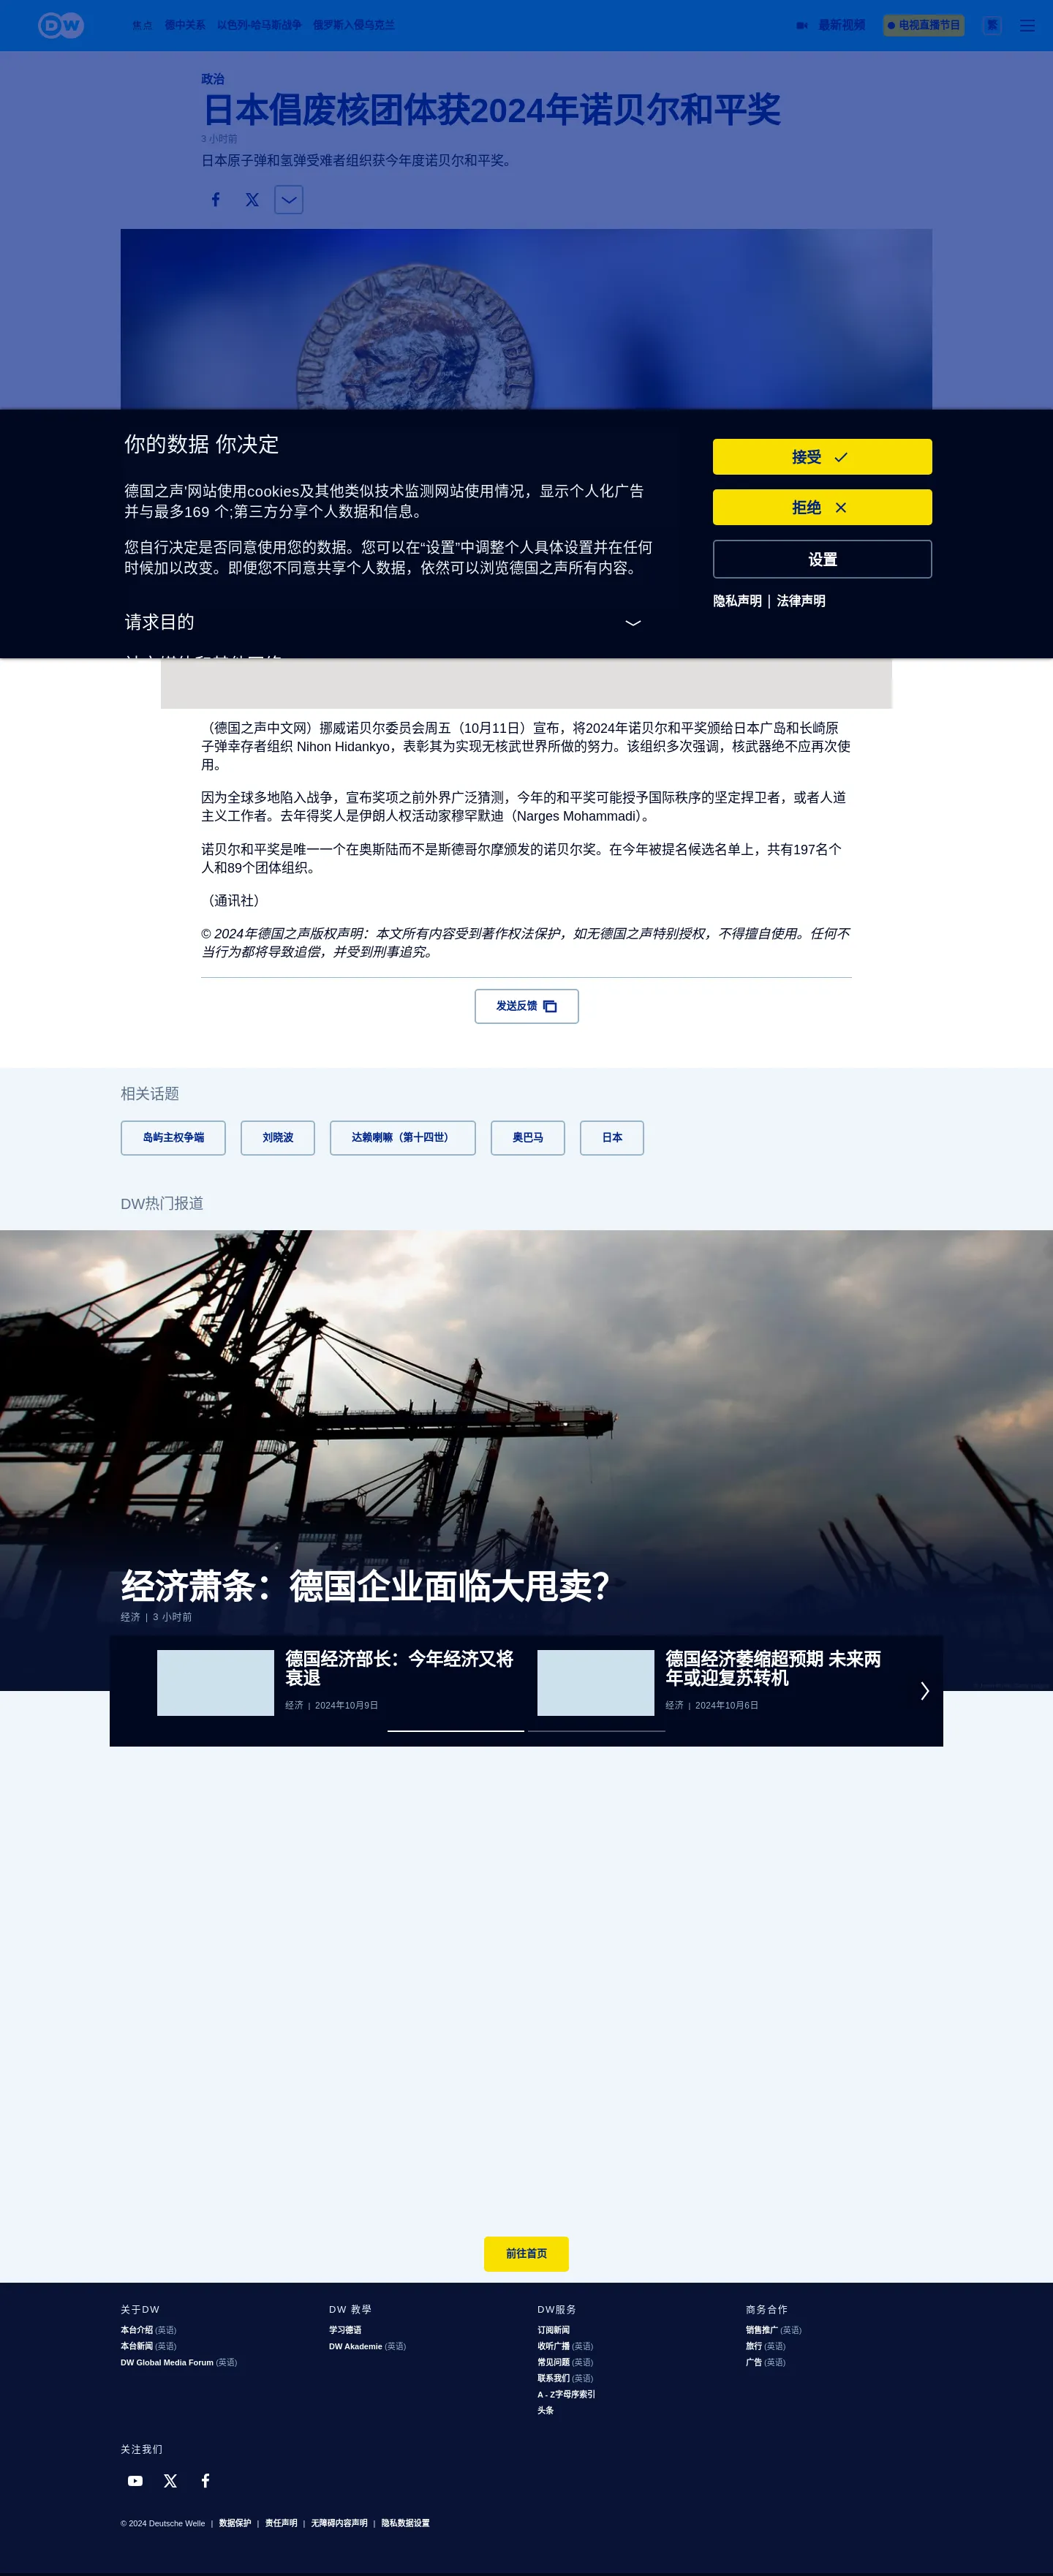 DW
焦点 德中关系 以色列-哈马斯战争 俄罗斯入侵乌克兰
最新视频
电视直播节目
繁
政治
日本倡废核团体获2024年诺贝尔和平奖
3 小时前
日本原子弹和氢弹受难者组织获今年度诺贝尔和平奖。
你的数据 你决定
德国之声'网站使用cookies及其他类似技术监测网站使用情况，显示个人化广告
并与最多169 个;第三方分享个人数据和信息。
您自行决定是否同意使用您的数据。您可以在“设置”中调整个人具体设置并在任何
时候加以改变。即便您不同意共享个人数据，依然可以浏览德国之声所有内容。
请求目的
接受
拒绝
设置
隐私声明 | 法律声明
（德国之声中文网）挪威诺贝尔委员会周五（10月11日）宣布，将2024年诺贝尔和平奖颁给日本广岛和长崎原
子弹幸存者组织 Nihon Hidankyo，表彰其为实现无核武世界所做的努力。该组织多次强调，核武器绝不应再次使
用。
因为全球多地陷入战争，宣布奖项之前外界广泛猜测，今年的和平奖可能授予国际秩序的坚定捍卫者，或者人道
主义工作者。去年得奖人是伊朗人权活动家穆罕默迪（Narges Mohammadi）。
诺贝尔和平奖是唯一一个在奥斯陆而不是斯德哥尔摩颁发的诺贝尔奖。在今年被提名候选名单上，共有197名个
人和89个团体组织。
（通讯社）
© 2024年德国之声版权声明：本文所有内容受到著作权法保护，如无德国之声特别授权，不得擅自使用。任何不
当行为都将导致追偿，并受到刑事追究。
发送反馈
相关话题
岛屿主权争端 刘晓波 达赖喇嘛（第十四世） 奥巴马 日本
DW热门报道
经济萧条：德国企业面临大甩卖？
经济 | 3 小时前
德国经济部长：今年经济又将
衰退
经济 | 2024年10月9日
德国经济萎缩超预期 未来两
年或迎复苏转机
经济 | 2024年10月6日
前往首页
关于DW
本台介绍 (英语)
本台新闻 (英语)
DW Global Media Forum (英语)
DW 教學
学习德语
DW Akademie (英语)
DW服务
订阅新闻
收听广播 (英语)
常见问题 (英语)
联系我们 (英语)
A - Z字母序索引
头条
商务合作
销售推广 (英语)
旅行 (英语)
广告 (英语)
关注我们
© 2024 Deutsche Welle | 数据保护 | 责任声明 | 无障碍内容声明 | 隐私数据设置